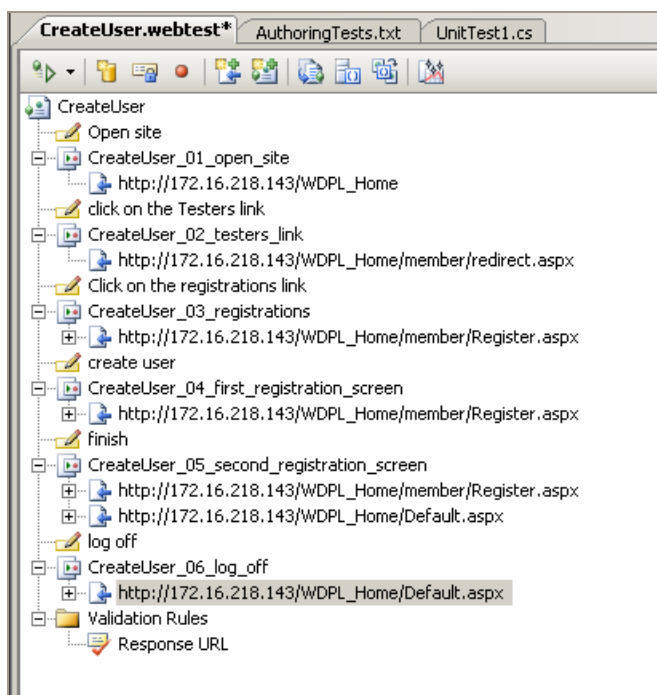 CreateUser.webtest* AuthoringTests.txt UnitTest1.cs
CreateUser
Open site
CreateUser_01_open_site
http://172.16.218.143/WDPL_Home
click on the Testers link
CreateUser_02_testers_link
http://172.16.218.143/WDPL_Home/member/redirect.aspx
Click on the registrations link
CreateUser_03_registrations
http://172.16.218.143/WDPL_Home/member/Register.aspx
create user
CreateUser_04_first_registration_screen
http://172.16.218.143/WDPL_Home/member/Register.aspx
finish
CreateUser_05_second_registration_screen
http://172.16.218.143/WDPL_Home/member/Register.aspx
http://172.16.218.143/WDPL_Home/Default.aspx
log off
CreateUser_06_log_off
http://172.16.218.143/WDPL_Home/Default.aspx
Validation Rules
Response URL